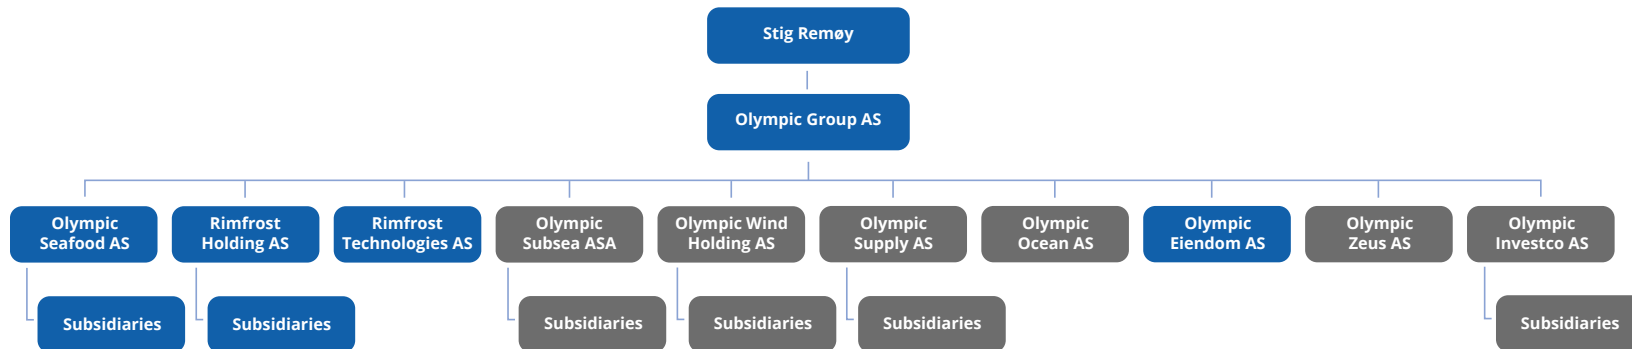 Stig Remøy
Olympic Group AS
Olympic
Seafood AS
Rimfrost
Holding AS
Rimfrost
Technologies AS
Olympic
Subsea ASA
Olympic Wind
Holding AS
Olympic
Supply AS
Olympic
Ocean AS
Olympic
Eiendom AS
Olympic
Zeus AS
Olympic
Investco AS
Subsidiaries
Subsidiaries
Subsidiaries
Subsidiaries
Subsidiaries
Subsidiaries